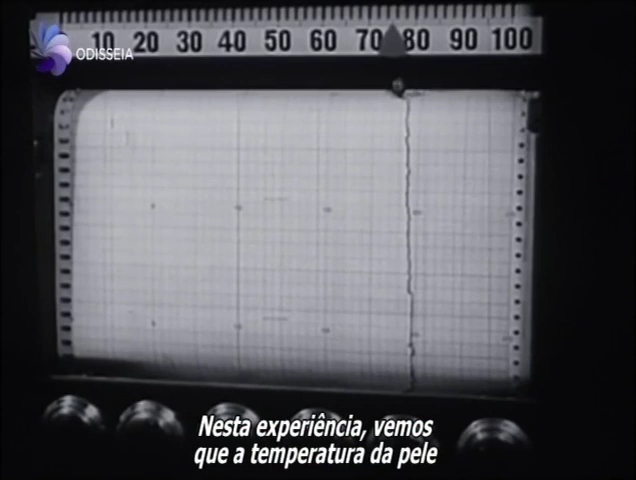 10 20 30 40 50 60 70 80 90 100
ODISSEIA
Nesta experiência, vemos
que a temperatura da pele